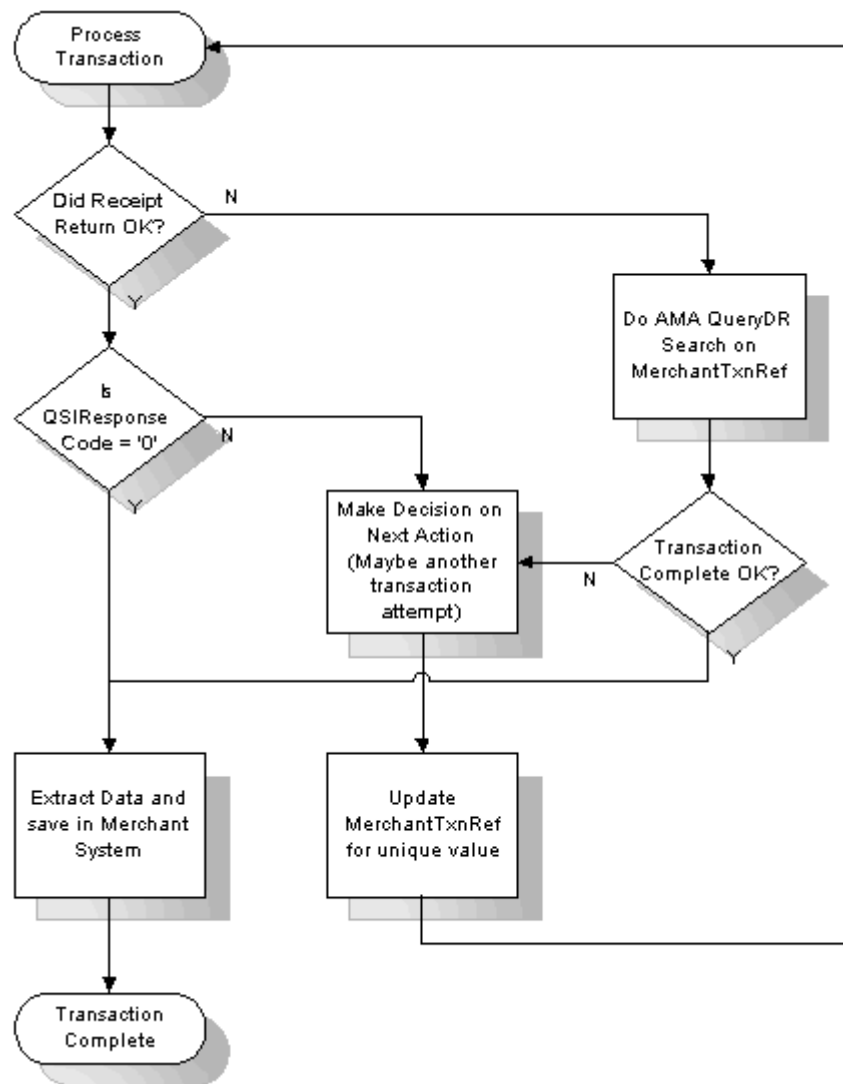 Process
Transaction
Did Receipt
Return OK?
N
Y
Do AMA QueryDR
Search on
MerchantTxnRef
Is
QSIResponse
Code = '0'
N
Y
Make Decision on
Next Action
(Maybe another
transaction
attempt)
Transaction
Complete OK?
N
Y
Extract Data and
save in Merchant
System
Update
MerchantTxnRef
for unique value
Transaction
Complete